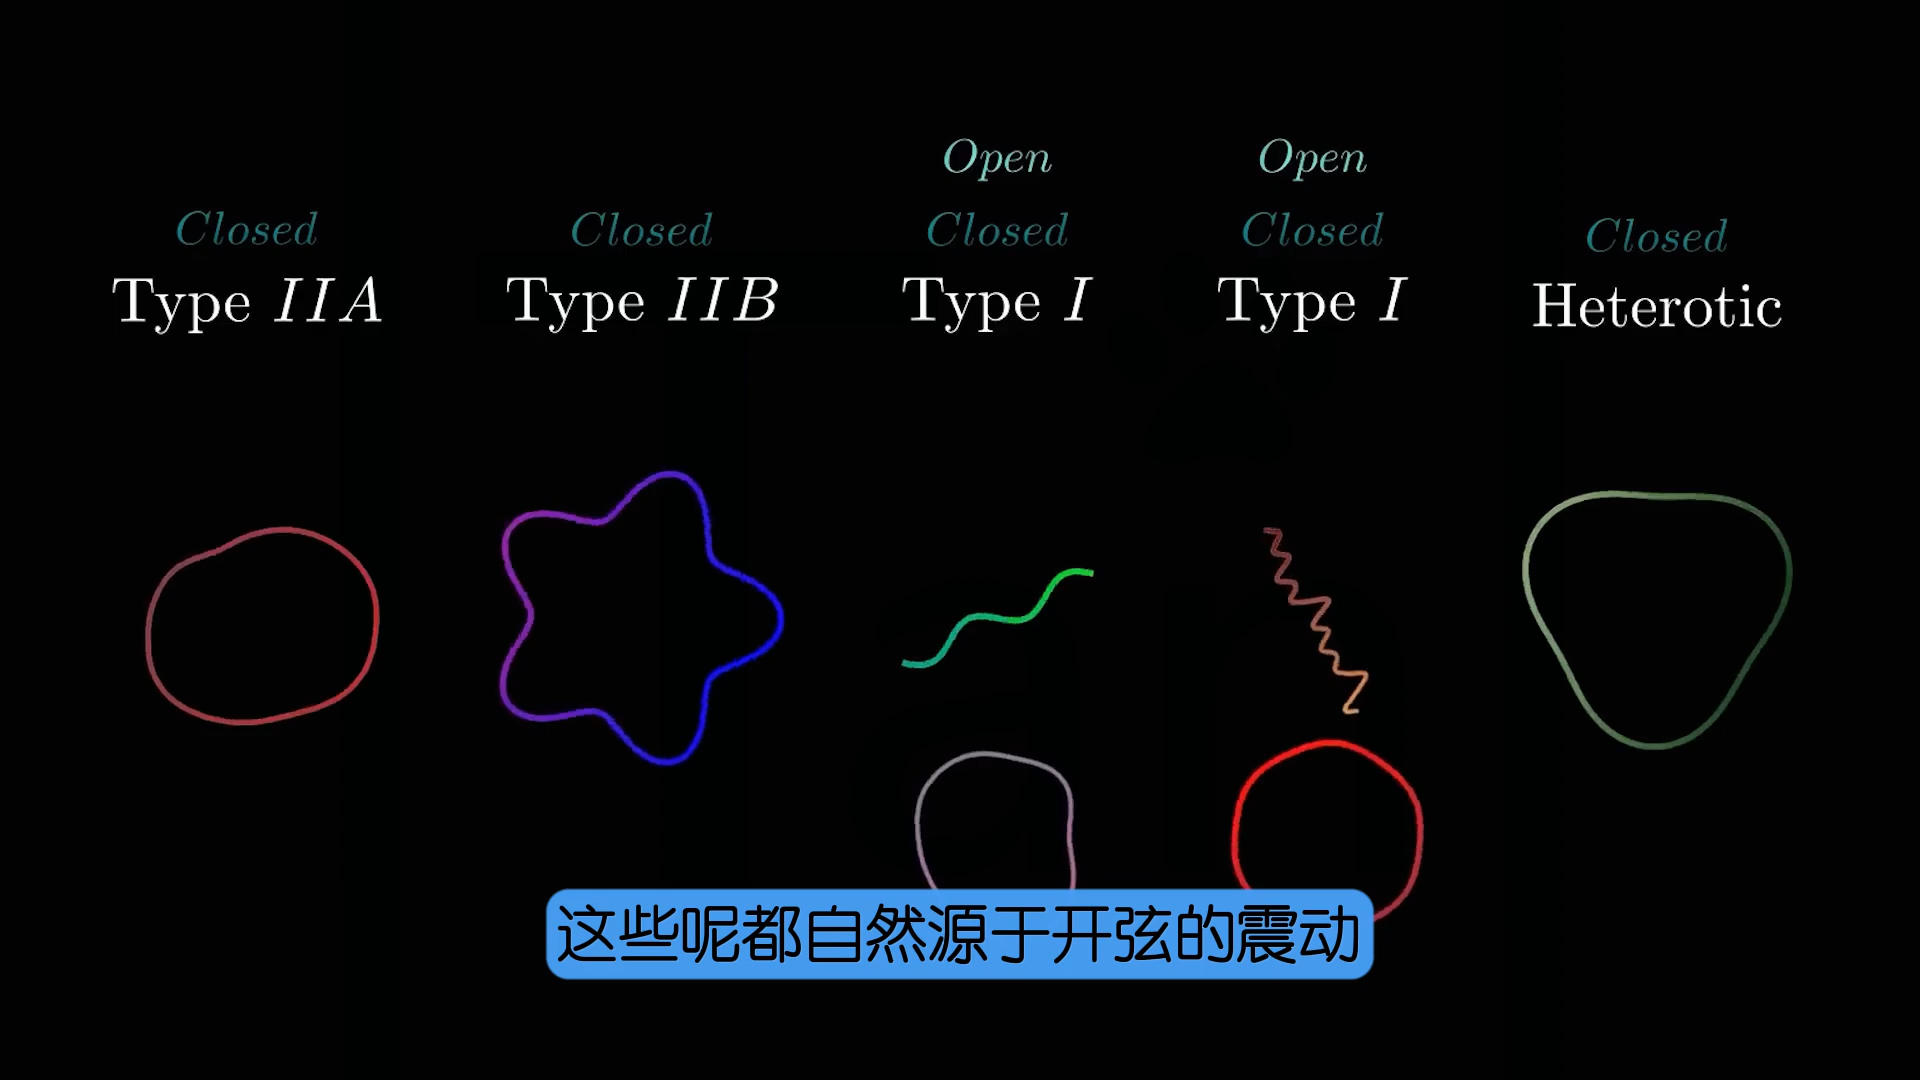 Open
Open
Closed
Closed
Closed
Closed
Closed
Type IIA
Type IIB
Type I
Type I
Heterotic
这些呢都自然源于开弦的震动